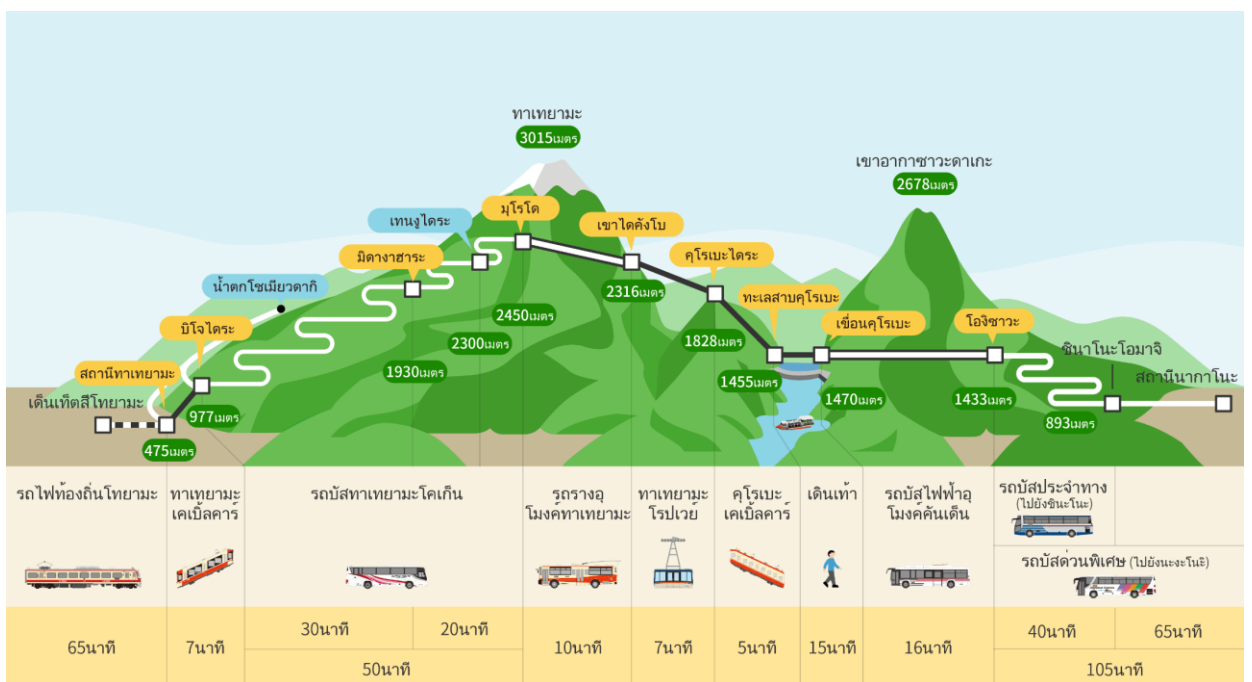 ทาเทยามะ
3015เมตร
เขาอากาซาวะดาเกะ
2678เมตร
มุโรโด
เทนงูไดระ
เขาไดคังโบ
มิดางาฮาระ
คุโรเบะไดระ
น้ำตกโชเมียวดากิ
2316เมตร
ทะเลสาบคุโรเบะ
2450เมตร
บิโจไดระ
เขื่อนคุโรเบะ
โอกิซาวะ
2300เมตร
1828เมตร
ชินาโนะโอมาจิ
สถานีทาเทยามะ
1930เมตร
1455เมตร
สถานีนากาโนะ
เด็นเท็ตสึโทยามะ
977เมตร
1470เมตร
1433เมตร
893เมตร
475เมตร
รถไฟท้องถิ่นโทยามะ
ทาเทยามะ
เคเบิ้ลคาร์
รถบัสทาเทยามะโคเก็น
รถรางอุ
โมงค์ทาเทยามะ
ทาเทยามะ
โรปเวย์
คุโรเบะ
เคเบิ้ลคาร์
เดินเท้า
รถบัสไฟฟ้าอุ
โมงค์คันเด็น
รถบัสประจำทาง
(ไปยังชินะโนะ)
รถบัสด่วนพิเศษ (ไปยังนะงะโนะ)
65นาที
7นาที
30นาที
20นาที
50นาที
10นาที
7นาที
5นาที
15นาที
16นาที
40นาที
65นาที
105นาที